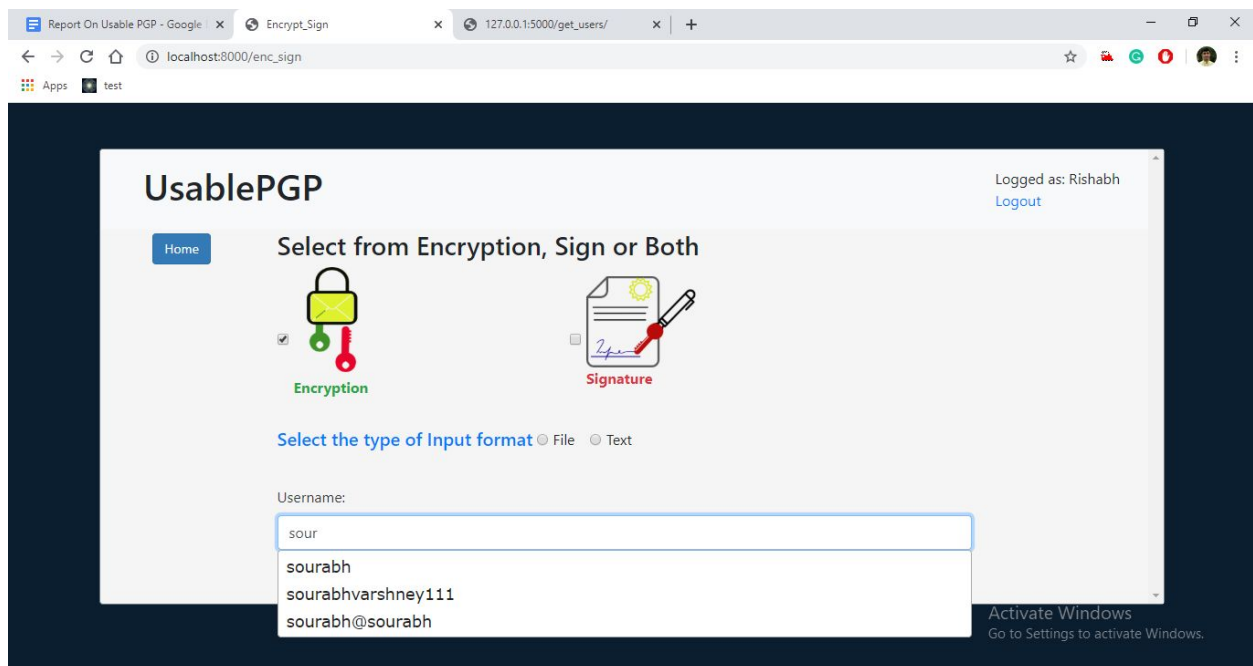 Report On Usable PGP - Google
Encrypt_Sign
127.0.0.1:5000/get_users/
localhost:8000/enc_sign
Apps
test
UsablePGP
Logged as: Rishabh
Logout
Home
Select from Encryption, Sign or Both
Encryption
Signature
Select the type of Input format File Text
Username:
sour
sourabh
sourabhvarshney111
sourabh@sourabh
Activate Windows
Go to Settings to activate Windows.